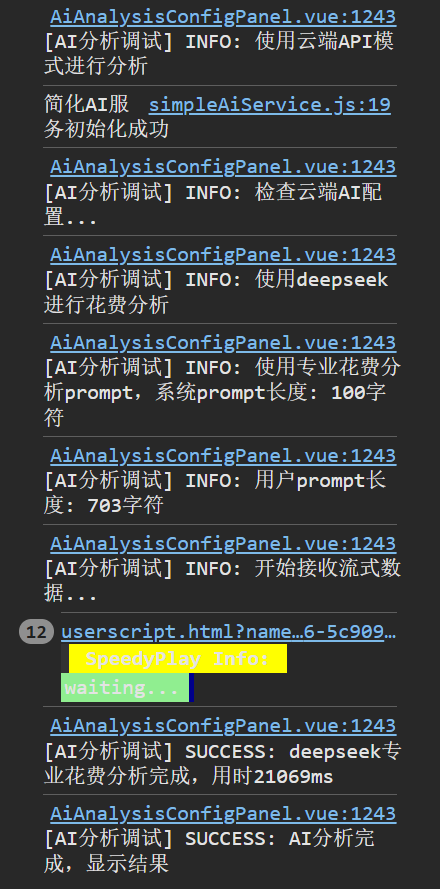 AiAnalysisConfigPanel.vue:1243
[AI分析调试] INFO: 使用云端API模
式进行分析
简化AI服 simpleAiService.js:19
务初始化成功
AiAnalysisConfigPanel.vue:1243
[AI分析调试] INFO: 检查云端AI配
置...
AiAnalysisConfigPanel.vue:1243
[AI分析调试] INFO: 使用deepseek
进行花费分析
AiAnalysisConfigPanel.vue:1243
[AI分析调试] INFO: 使用专业花费分
析prompt，系统prompt长度: 100字
符
AiAnalysisConfigPanel.vue:1243
[AI分析调试] INFO: 用户prompt长
度: 703字符
AiAnalysisConfigPanel.vue:1243
[AI分析调试] INFO: 开始接收流式数
据...
12 userscript.html?name…6-5c909…
SpeedyPlay Info:
waiting...
AiAnalysisConfigPanel.vue:1243
[AI分析调试] SUCCESS: deepseek专
业花费分析完成，用时21069ms
AiAnalysisConfigPanel.vue:1243
[AI分析调试] SUCCESS: AI分析完
成，显示结果